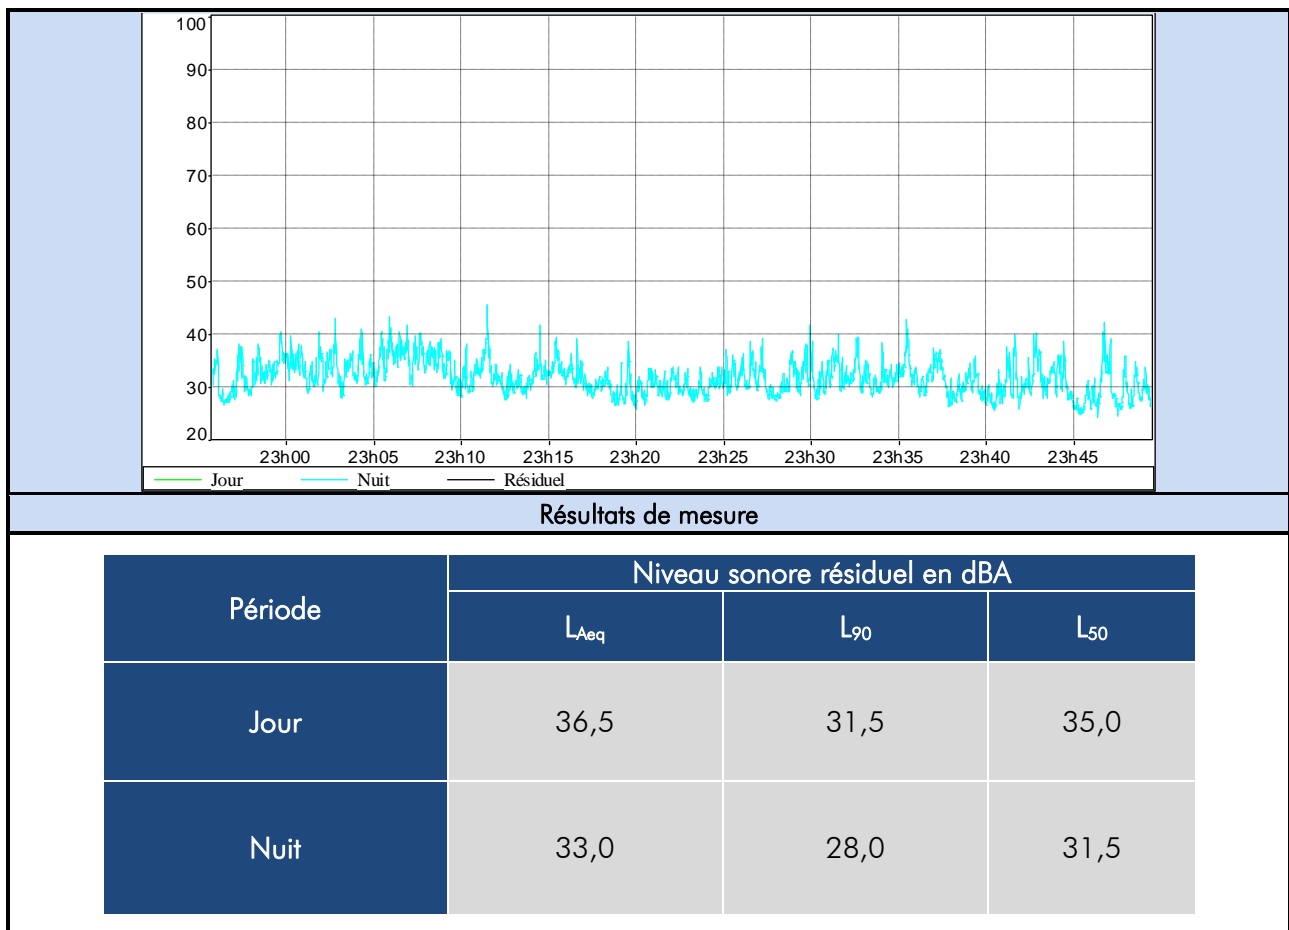 100
90
80
70
60
50
40
30
20
23h00 23h05 23h10 23h15 23h20 23h25 23h30 23h35 23h40 23h45
Jour Nuit Résiduel
Résultats de mesure
Période
Niveau sonore résiduel en dBA
LAeq L90 L50
Jour 36,5 31,5 35,0
Nuit 33,0 28,0 31,5